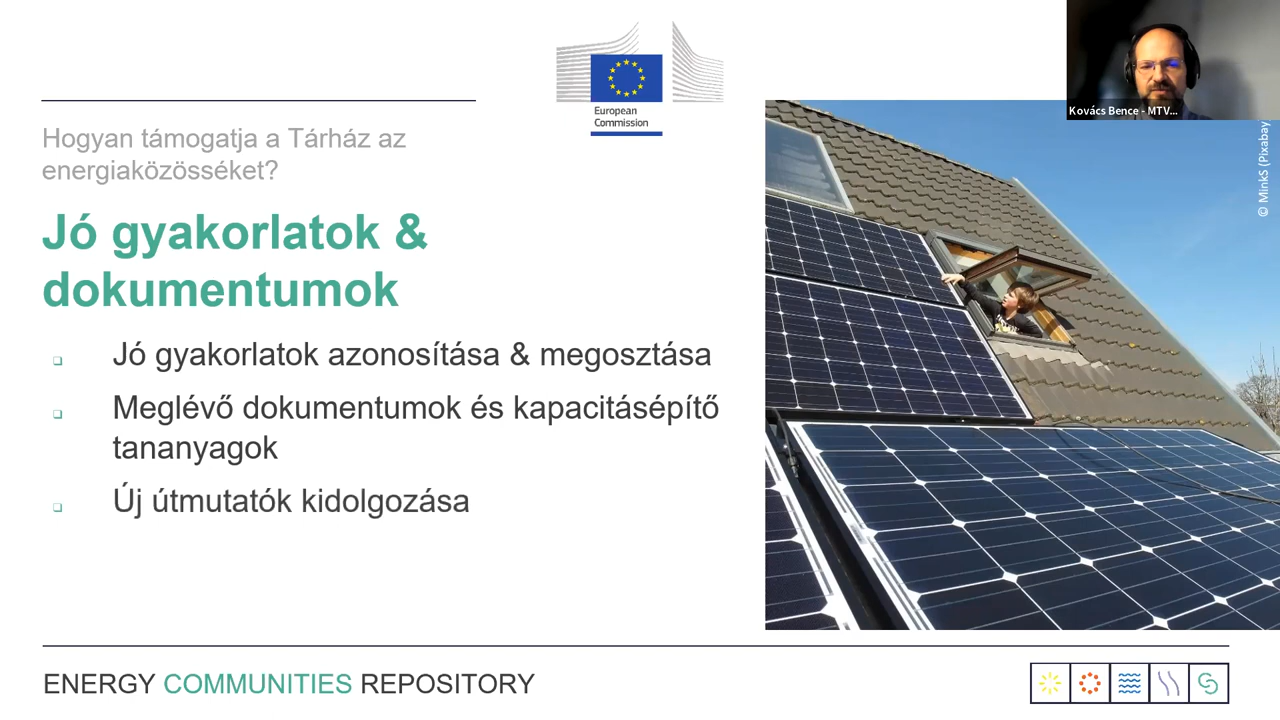 European
Commission
Kovács Bence - MTV...
© MinkS (Pixabay
Hogyan támogatja a Tárház az
energiaközösséket?
Jó gyakorlatok &
dokumentumok
Jó gyakorlatok azonosítása & megosztása
Meglévő dokumentumok és kapacitásépítő
tananyagok
Új útmutatók kidolgozása
ENERGY COMMUNITIES REPOSITORY